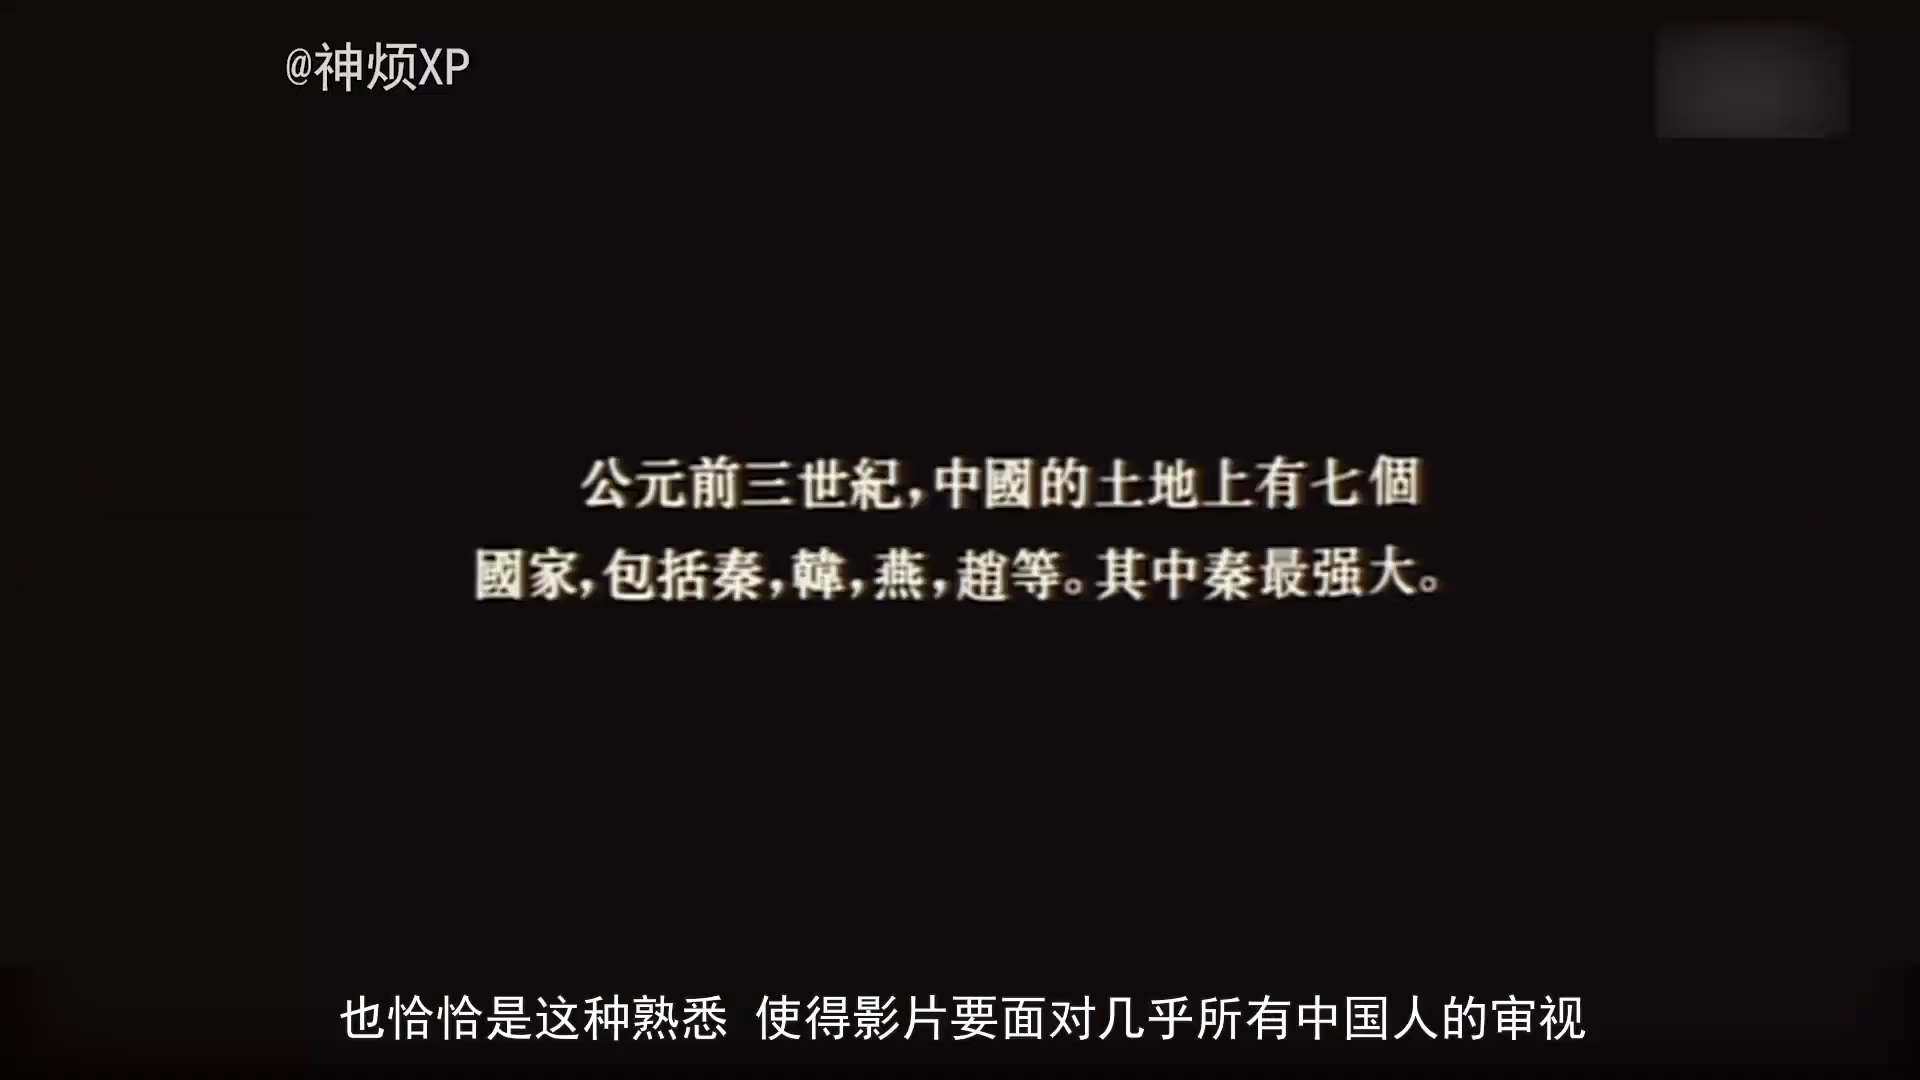 @神烦XP
公元前三世紀,中國的土地上有七個
國家,包括秦,韓,燕,趙等。其中秦最强大。
也恰恰是这种熟悉 使得影片要面对几乎所有中国人的审视